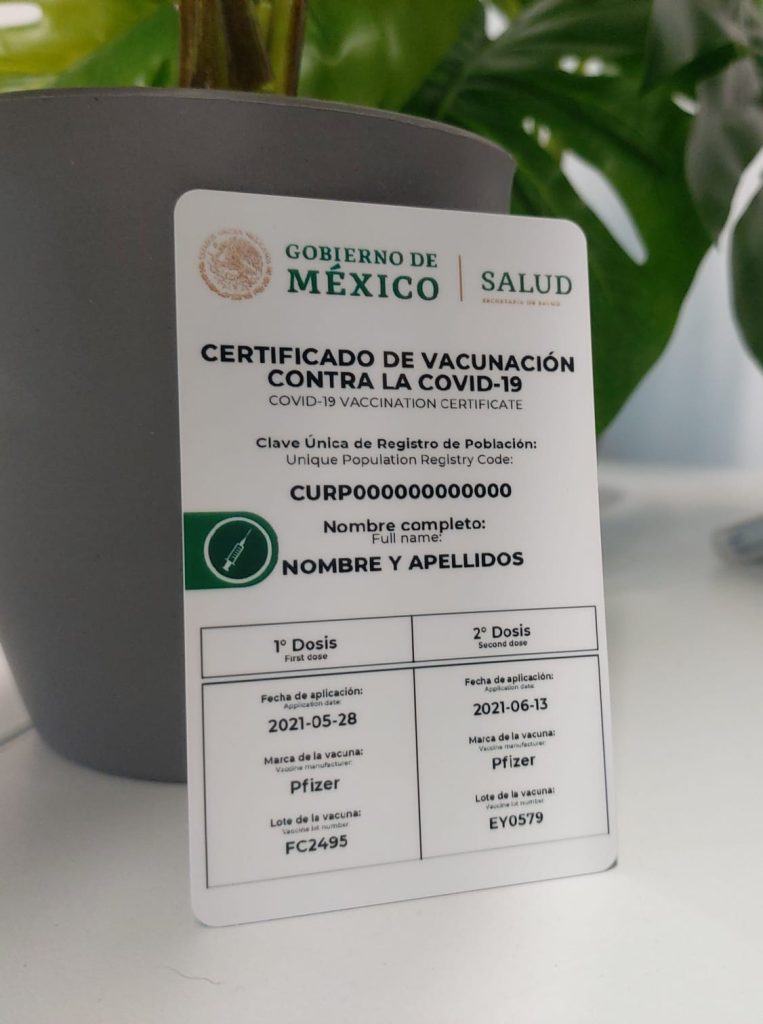 GOBIERNO DE
MÉXICO
SALUD
SECRETARÍA DE SALUD
CERTIFICADO DE VACUNACIÓN
CONTRA LA COVID-19
COVID-19 VACCINATION CERTIFICATE
Clave Única de Registro de Población:
Unique Population Registry Code:
CURP000000000000
Nombre completo:
Full name:
NOMBRE Y APELLIDOS
1° Dosis
First dose
Fecha de aplicación:
Application date:
2021-05-28
Marca de la vacuna:
Vaccine manufacturer:
Pfizer
Lote de la vacuna:
Vaccine lot number
FC2495
2° Dosis
Second dose
Fecha de aplicación:
Application date:
2021-06-13
Marca de la vacuna:
Vaccine manufacturer:
Pfizer
Lote de la vacuna:
Vaccine lot number
EY0579